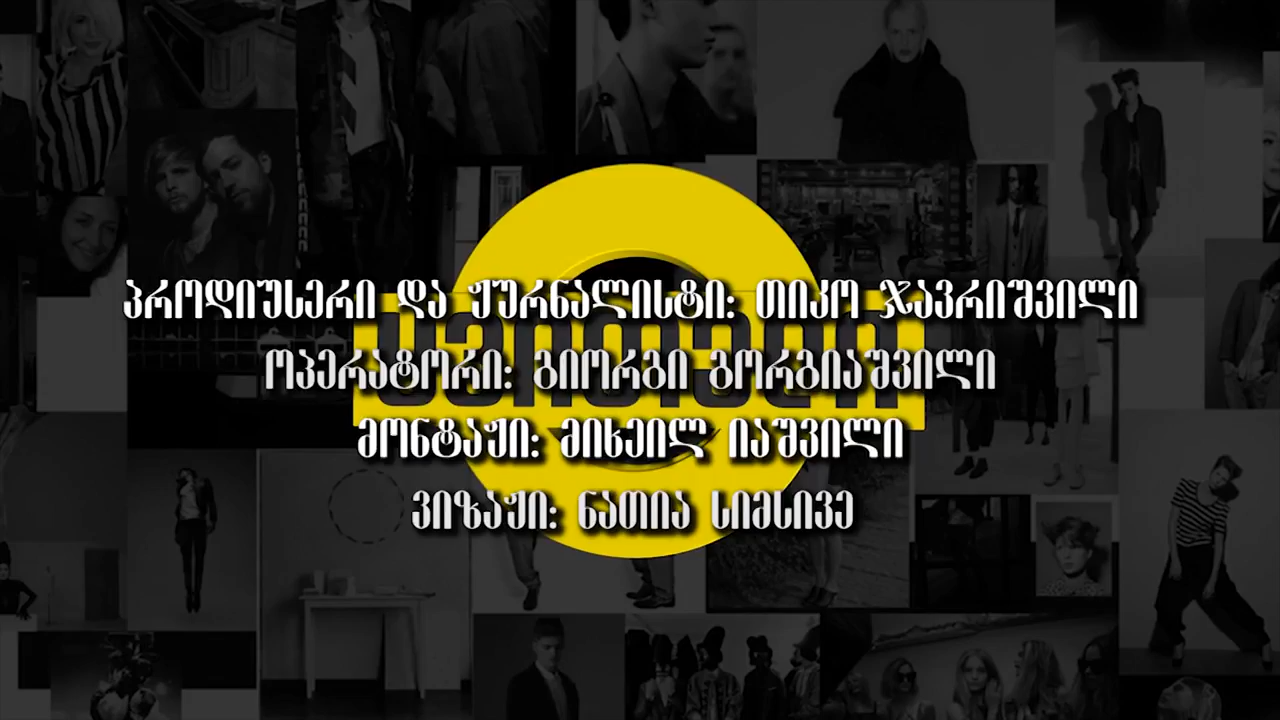 პროდიუსერი და ჟურნალისტი: თიკო ჯავრიშვილი
ოპერატორი: გიორგი გორგიაშვილი
მონტაჟი: მიხეილ იაშვილი
ვიზაჟი: ნათია სიმსივე